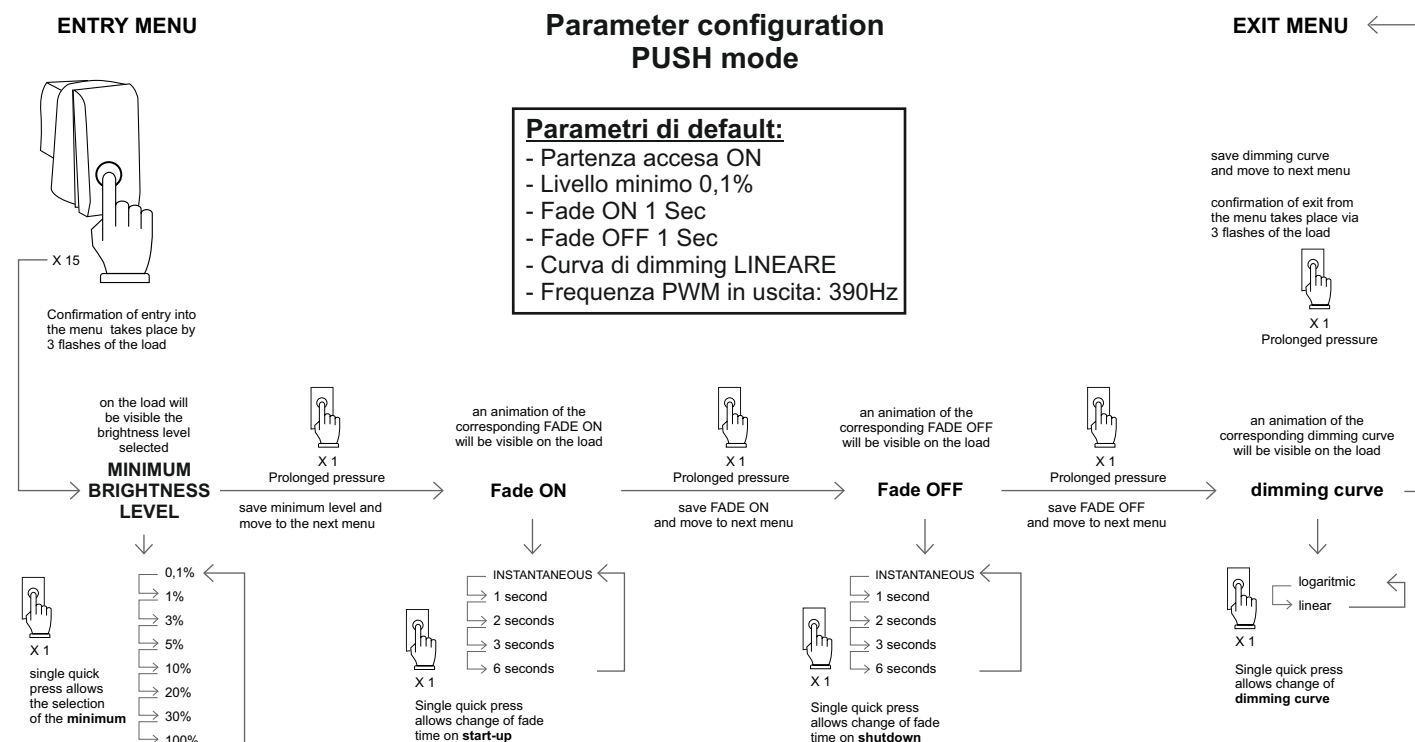 ENTRY MENU
Parameter configuration
PUSH mode
EXIT MENU
Parametri di default:
- Partenza accesa ON
- Livello minimo 0,1%
- Fade ON 1 Sec
- Fade OFF 1 Sec
- Curva di dimming LINEARE
- Frequenza PWM in uscita: 390Hz
X 15
Confirmation of entry into
the menu takes place by
3 flashes of the load
save dimming curve
and move to next menu
confirmation of exit from
the menu takes place via
3 flashes of the load
X 1
Prolonged pressure
on the load will
be visible the
brightness level
selected
MINIMUM
BRIGHTNESS
LEVEL
X 1
Prolonged pressure
save minimum level and
move to the next menu
an animation of the
corresponding FADE ON
will be visible on the load
Fade ON
X 1
Prolonged pressure
save FADE ON
and move to next menu
an animation of the
corresponding FADE OFF
will be visible on the load
Fade OFF
X 1
Prolonged pressure
save FADE OFF
and move to next menu
an animation of the
corresponding dimming curve
will be visible on the load
dimming curve
0,1%
1%
3%
5%
10%
20%
30%
100%
X 1
single quick
press allows
the selection
of the minimum
INSTANTANEOUS
1 second
2 seconds
3 seconds
6 seconds
X 1
Single quick press
allows change of fade
time on start-up
INSTANTANEOUS
1 second
2 seconds
3 seconds
6 seconds
X 1
Single quick press
allows change of fade
time on shutdown
logaritmic
linear
X 1
Single quick press
allows change of
dimming curve